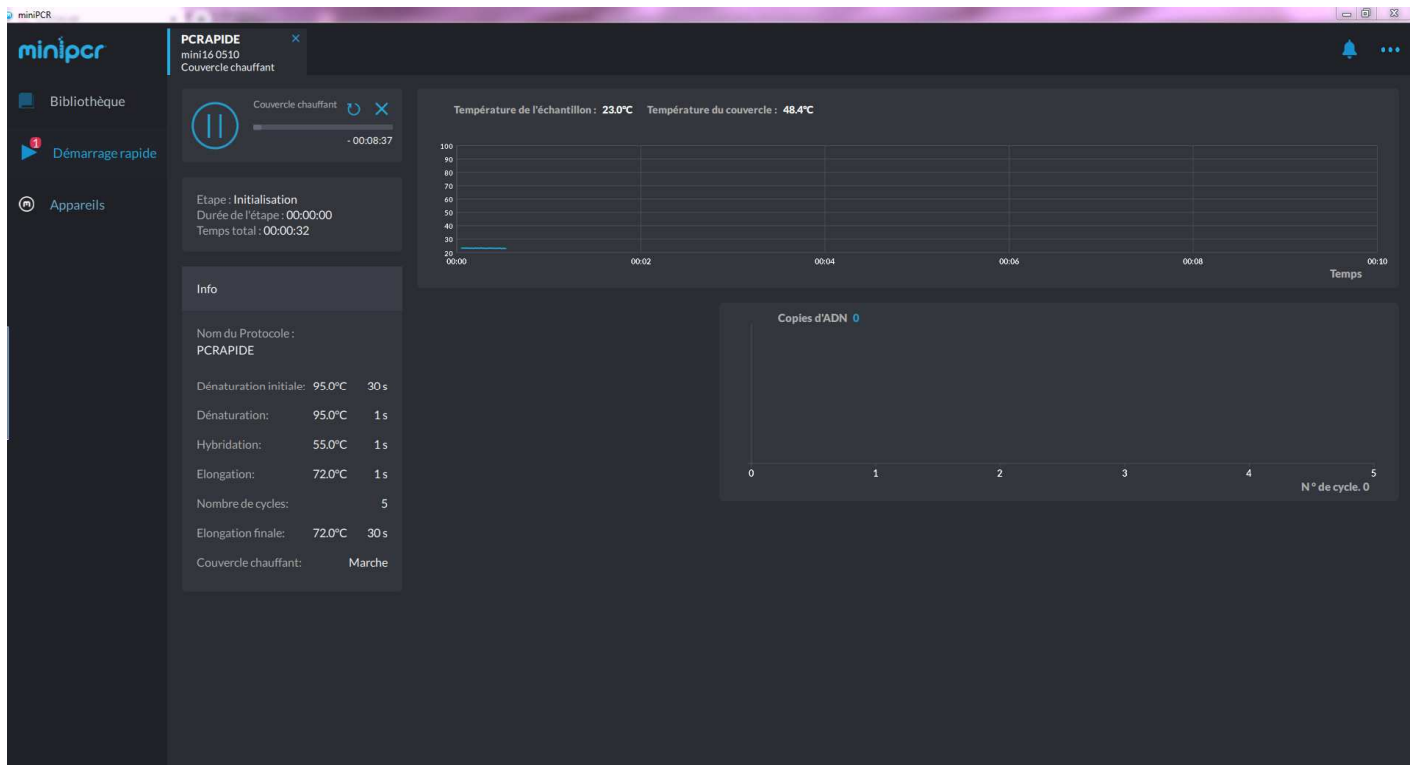 miniPCR
minipcr
PCRAPIDE
mini16 0510
Couvercle chauffant
Bibliothèque
1
Démarrage rapide
Appareils
Couvercle chauffant
- 00:08:37
Etape : Initialisation
Durée de l'étape : 00:00:00
Temps total : 00:00:32
Info
Nom du Protocole :
PCRAPIDE
Dénaturation initiale: 95.0°C 30 s
Dénaturation: 95.0°C 1 s
Hybridation: 55.0°C 1 s
Elongation: 72.0°C 1 s
Nombre de cycles: 5
Elongation finale: 72.0°C 30 s
Couvercle chauffant: Marche
Température de l'échantillon : 23.0°C Température du couvercle : 48.4°C
100
90
80
70
60
50
40
30
20
00:00 00:02 00:04 00:06 00:08 00:10
Temps
Copies d'ADN 0
0 1 2 3 4 5
N° de cycle. 0